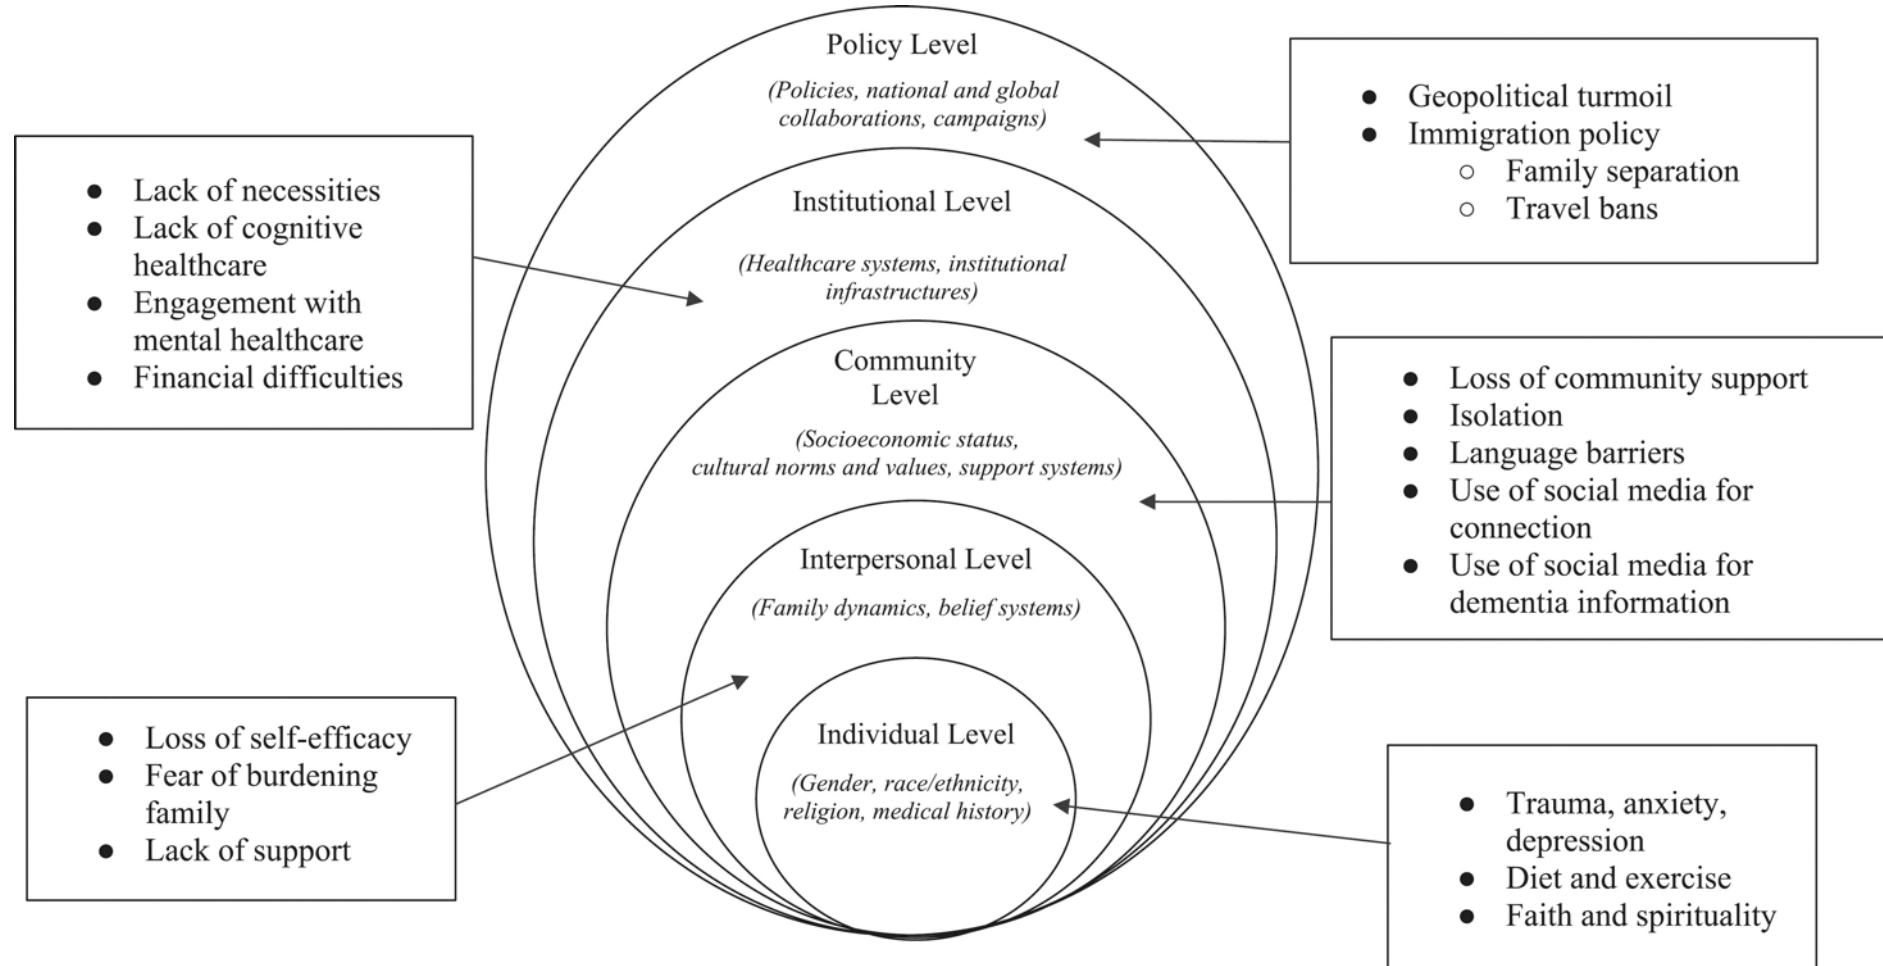 Policy Level
(Policies, national and global
collaborations, campaigns)
● Geopolitical turmoil
● Immigration policy
○ Family separation
○ Travel bans
● Lack of necessities
● Lack of cognitive
healthcare
● Engagement with
mental healthcare
● Financial difficulties
Institutional Level
(Healthcare systems, institutional
infrastructures)
Community
Level
(Socioeconomic status,
cultural norms and values, support systems)
● Loss of community support
● Isolation
● Language barriers
● Use of social media for
connection
● Use of social media for
dementia information
Interpersonal Level
(Family dynamics, belief systems)
● Loss of self-efficacy
● Fear of burdening
family
● Lack of support
Individual Level
(Gender, race/ethnicity,
religion, medical history)
● Trauma, anxiety,
depression
● Diet and exercise
● Faith and spirituality